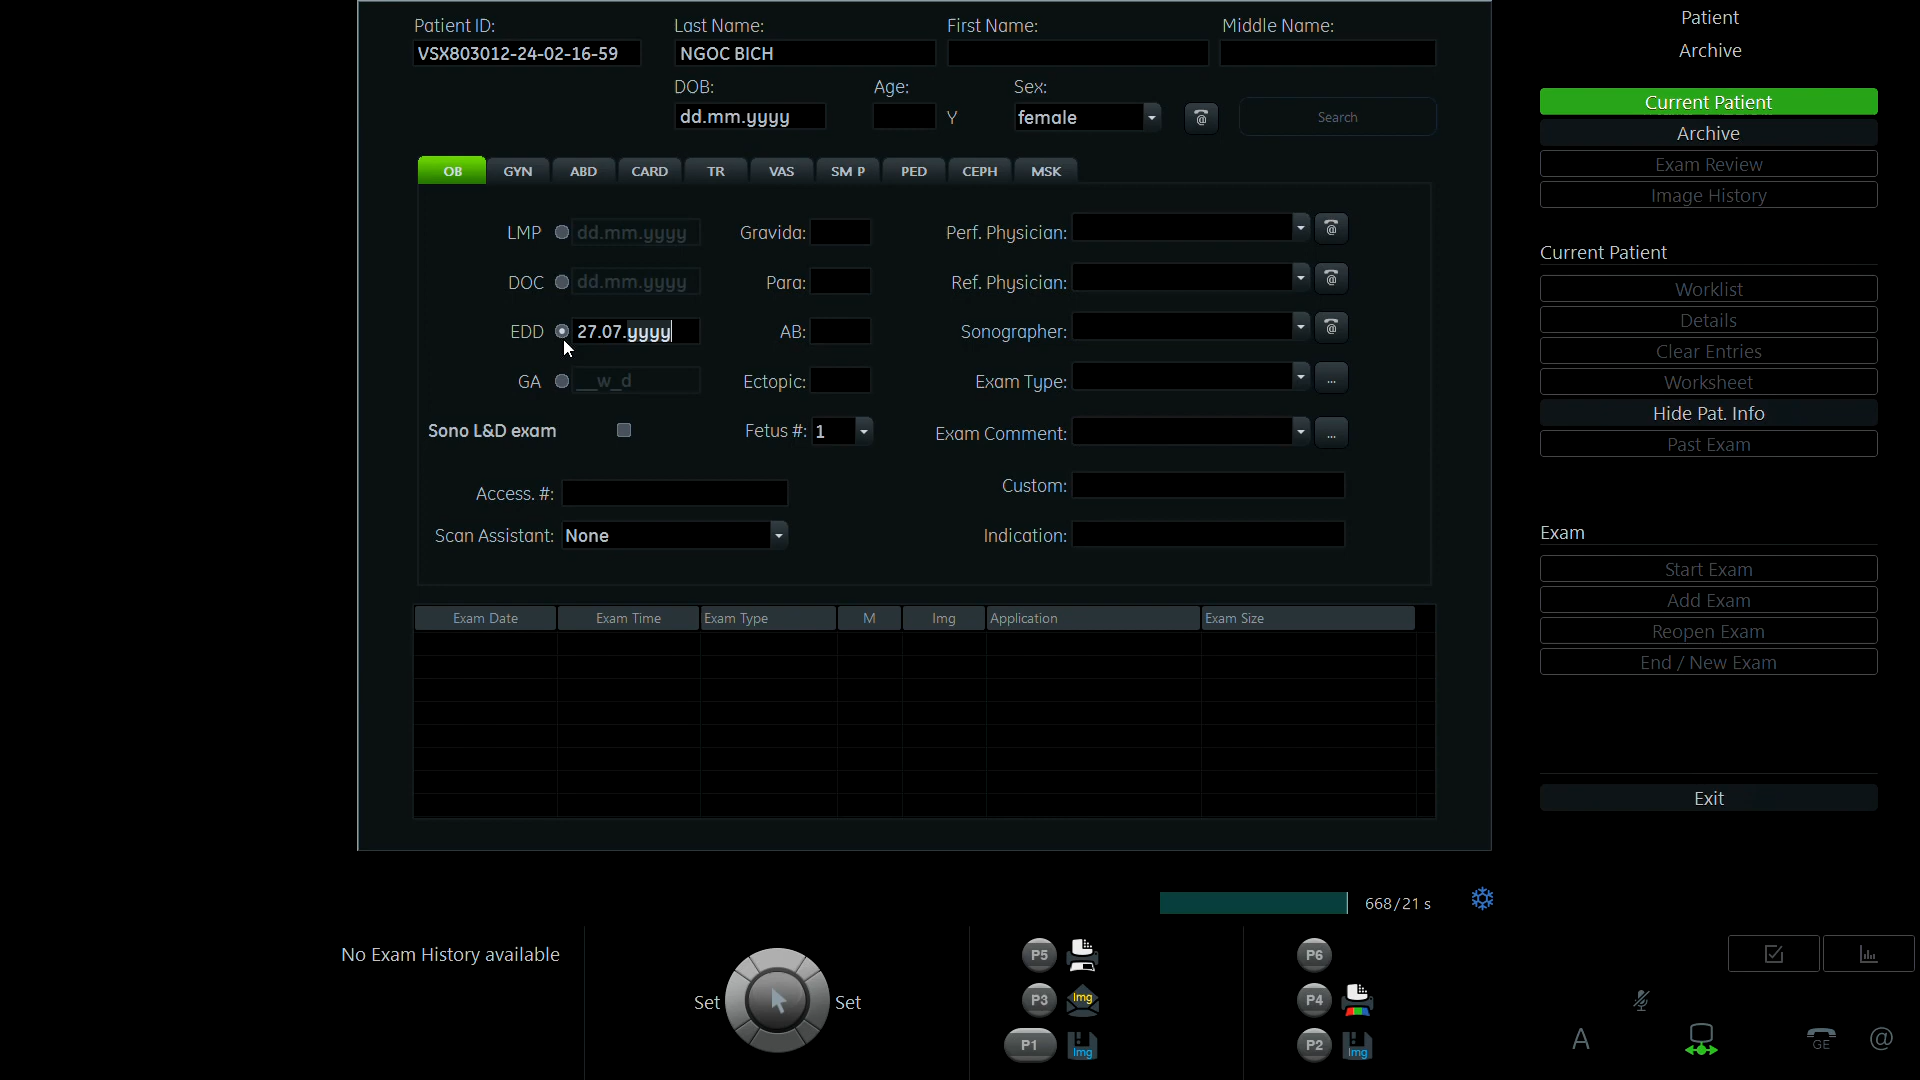 Patient ID: Last Name: First Name: Middle Name:
VSX803012-24-02-16-59 NGOC BICH
DOB: Age: Sex:
dd.mm.yyyy Y female Search
OB GYN ABD CARD TR VAS SM P PED CEPH MSK
LMP dd.mm.yyyy Gravida: Perf. Physician:
DOC dd.mm.yyyy Para: Ref. Physician:
EDD 27.07.yyyy AB: Sonographer:
GA __w_d Ectopic: Exam Type: ...
Sono L&D exam Fetus #: 1 Exam Comment: ...
Access. #: Custom:
Scan Assistant: None Indication:
Exam Date Exam Time Exam Type M Img Application Exam Size
668/21 s
No Exam History available
Set Set
P5
P3 Img
P1 Img
P6
P4
P2 Img
Patient
Archive
Current Patient
Archive
Exam Review
Image History
Current Patient
Worklist
Details
Clear Entries
Worksheet
Hide Pat. Info
Past Exam
Exam
Start Exam
Add Exam
Reopen Exam
End / New Exam
Exit
A GE @